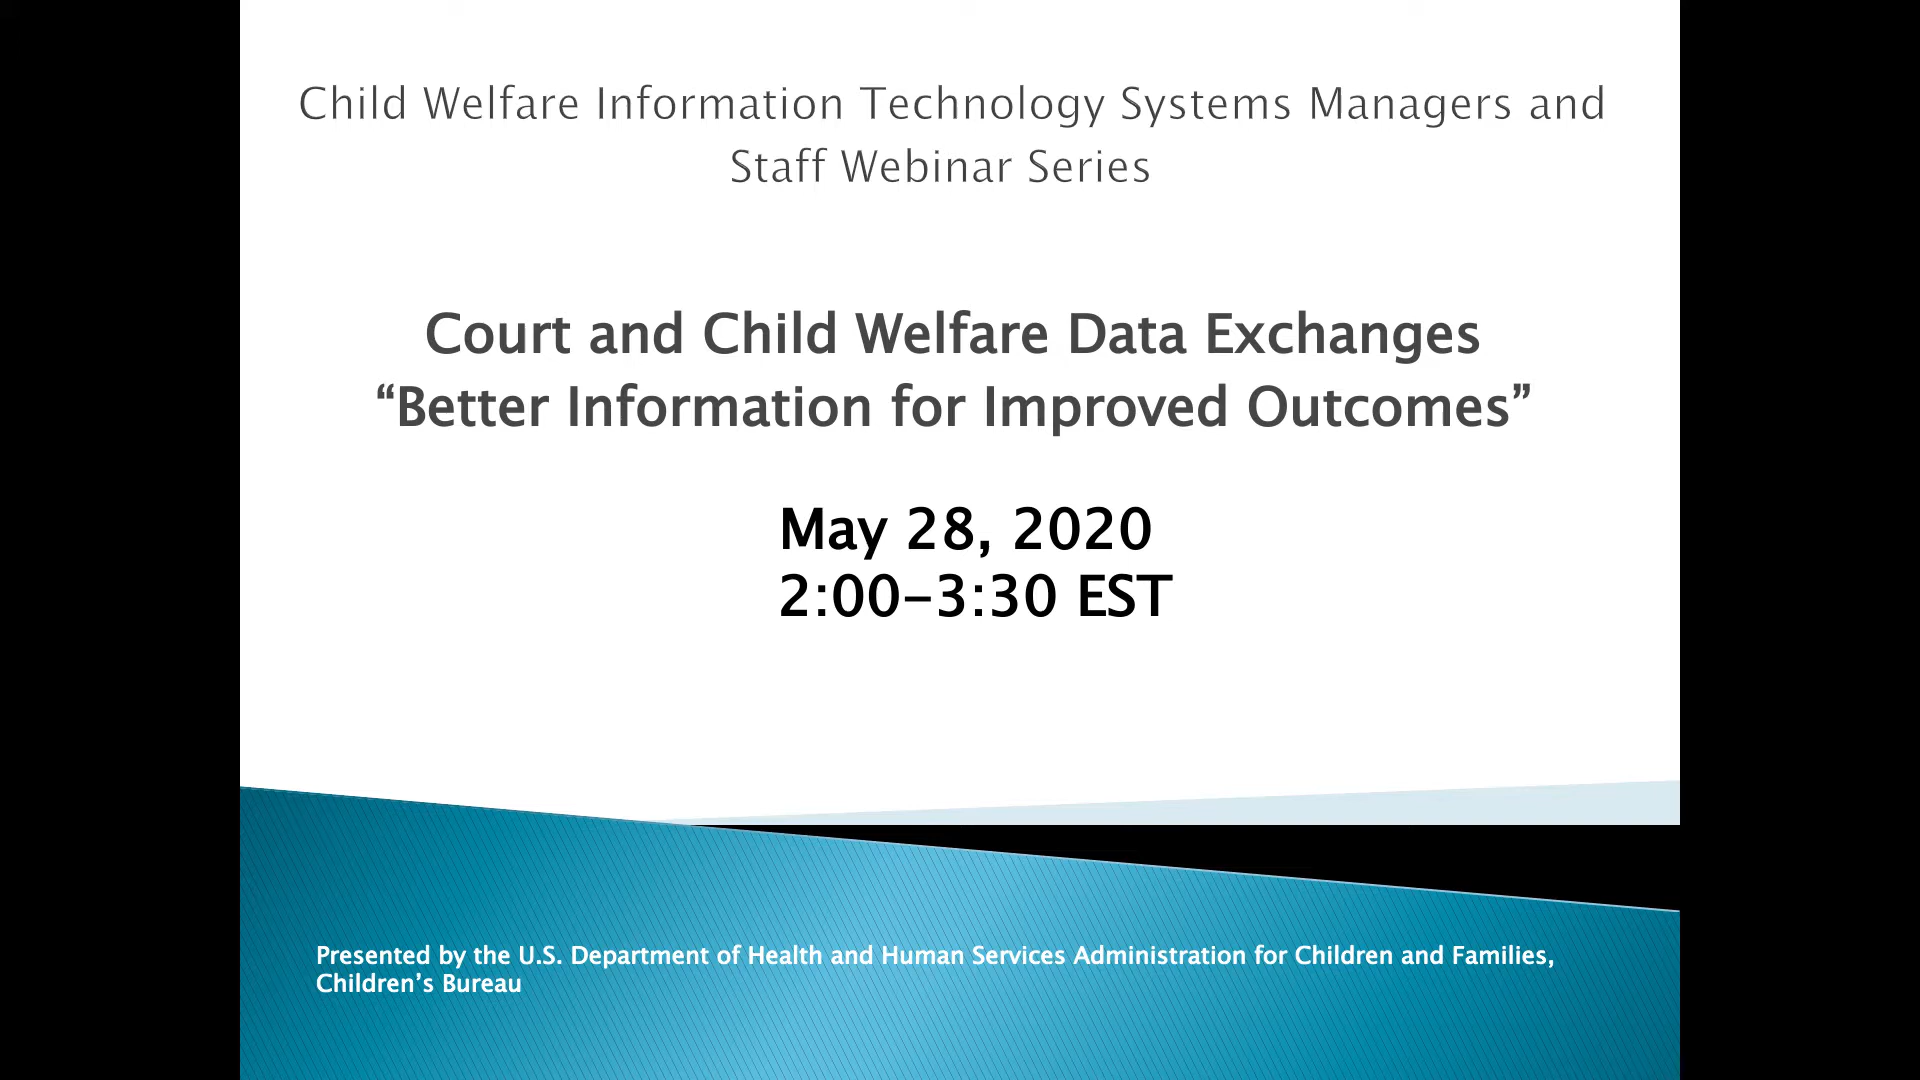 Child Welfare Information Technology Systems Managers and
Staff Webinar Series
Court and Child Welfare Data Exchanges
“Better Information for Improved Outcomes”
May 28, 2020
2:00-3:30 EST
Presented by the U.S. Department of Health and Human Services Administration for Children and Families,
Children’s Bureau